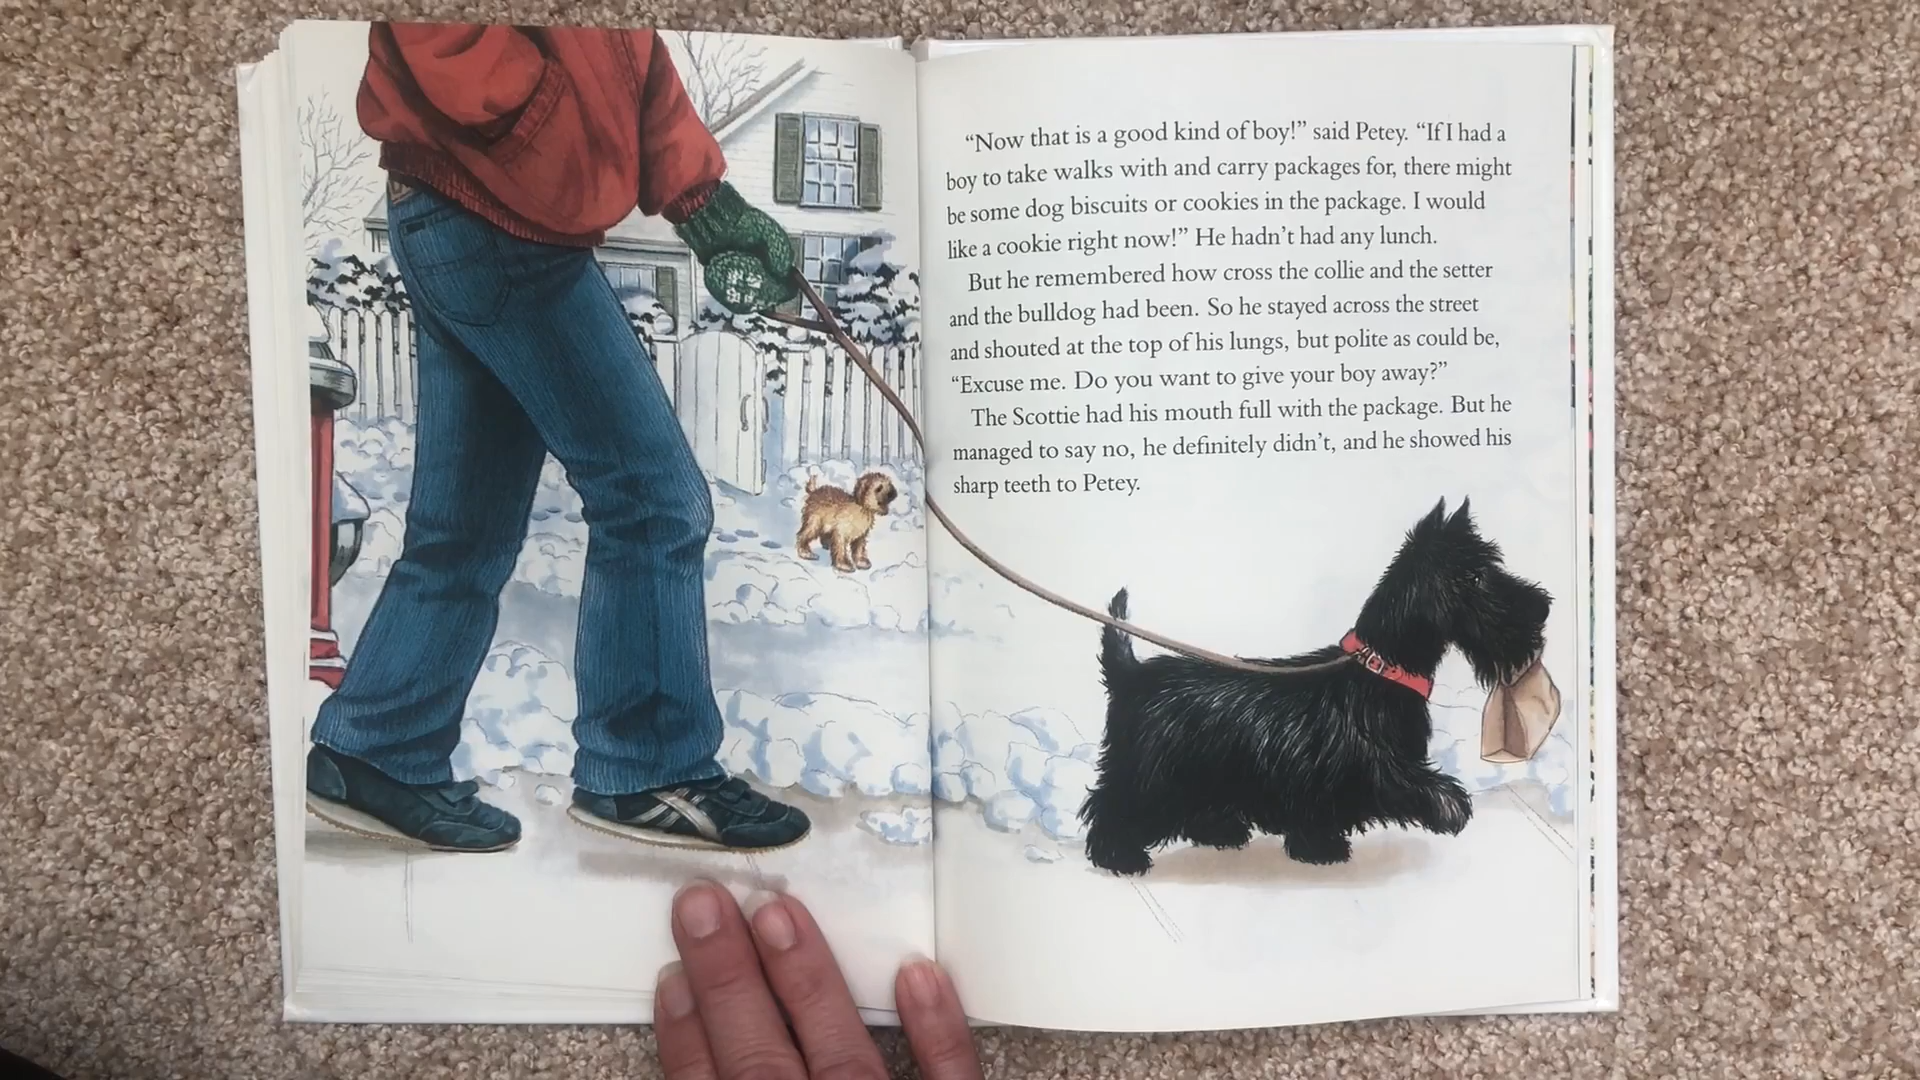 “Now that is a good kind of boy!” said Petey. “If I had a
boy to take walks with and carry packages for, there might
be some dog biscuits or cookies in the package. I would
like a cookie right now!” He hadn’t had any lunch.
But he remembered how cross the collie and the setter
and the bulldog had been. So he stayed across the street
and shouted at the top of his lungs, but polite as could be,
“Excuse me. Do you want to give your boy away?”
The Scottie had his mouth full with the package. But he
managed to say no, he definitely didn’t, and he showed his
sharp teeth to Petey.